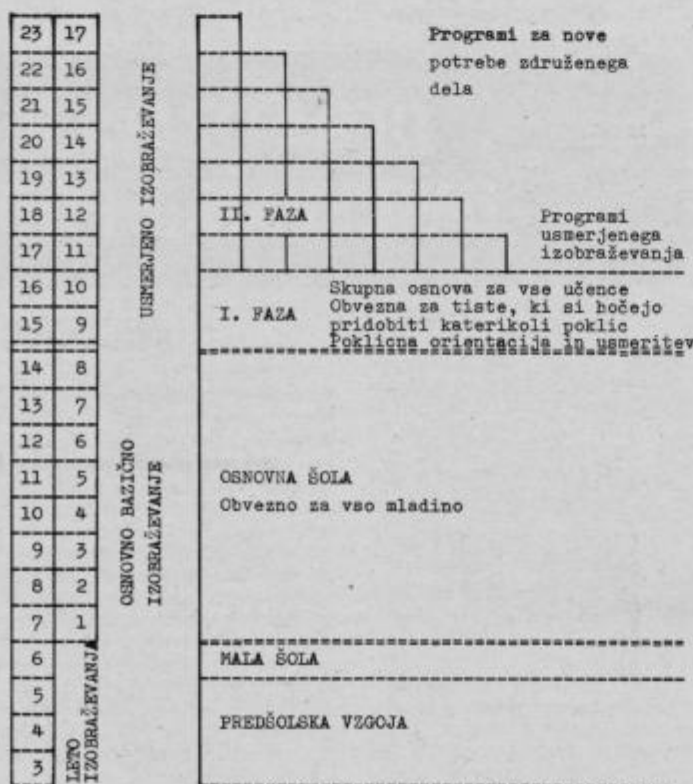 23 17
22 16
21 15
20 14
19 13
18 12
17 11
16 10
15 9
14 8
13 7
12 6
11 5
10 4
9 3
8 2
7 1
6
5
4
3
LETO
IZOBRAŽEVANJA
USMERJENO IZOBRAŽEVANJE
OSNOVNO BAZIČNO
IZOBRAŽEVANJE
Programi za nove
potrebe združenega
dela
II. FAZA
Programi
usmerjenega
izobraževanja
I. FAZA
Skupna osnova za vse učence
Obvezna za tiste, ki si hočejo
pridobiti katerikoli poklic
Poklicna orientacija in usmeritev
OSNOVNA ŠOLA
Obvezno za vso mladino
MALA ŠOLA
PREDŠOLSKA VZGOJA